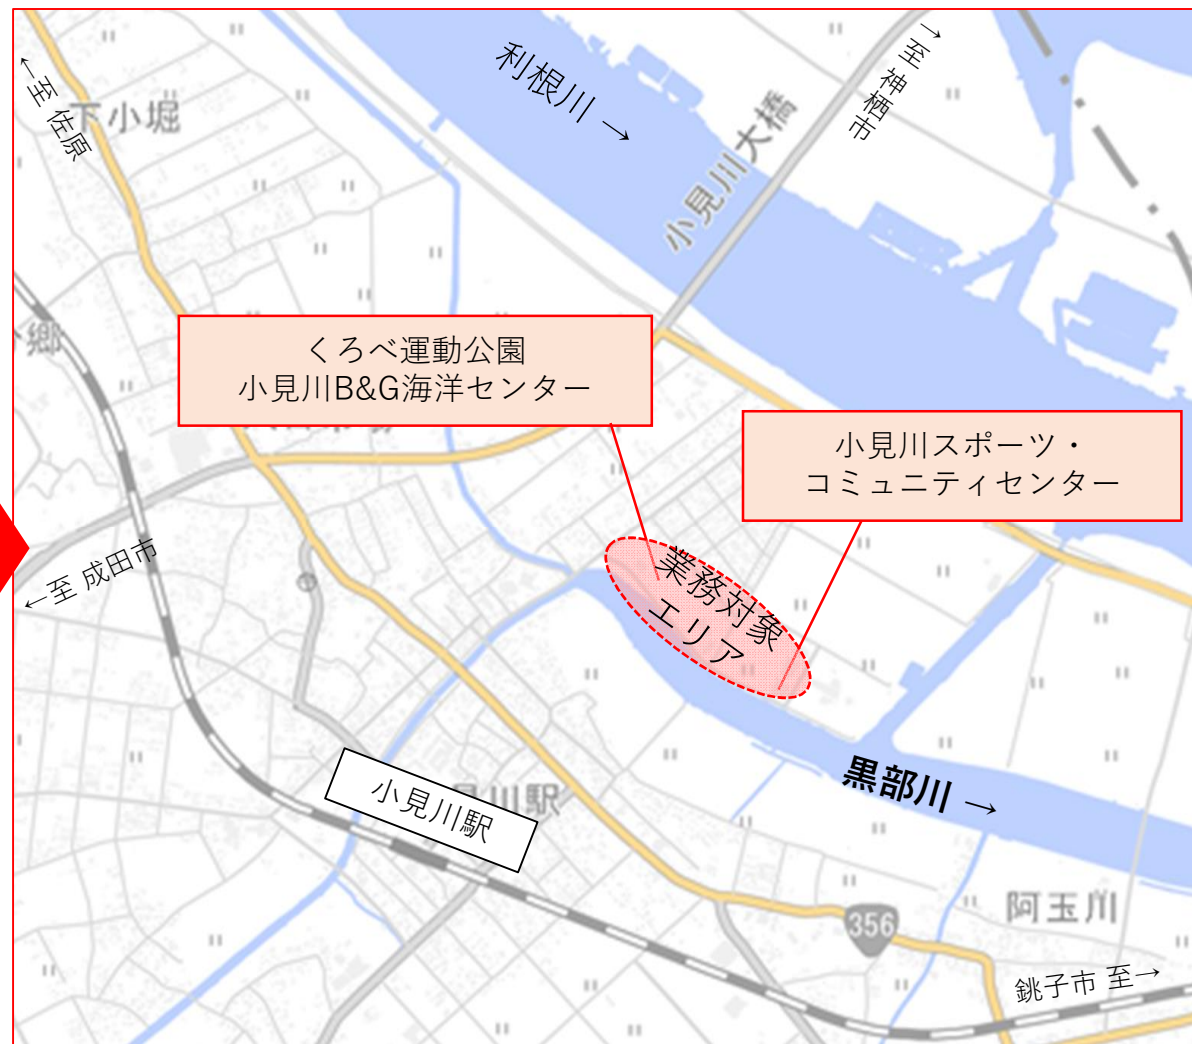 利根川 →
→至 神栖市
←至 佐原
下小堀
小見川大橋
郷
くろべ運動公園
小見川B&G海洋センター
小見川スポーツ・
コミュニティセンター
←至 成田市
業務対象
エリア
黒部川 →
小見川駅
見川駅
356
阿玉川
銚子市 至→